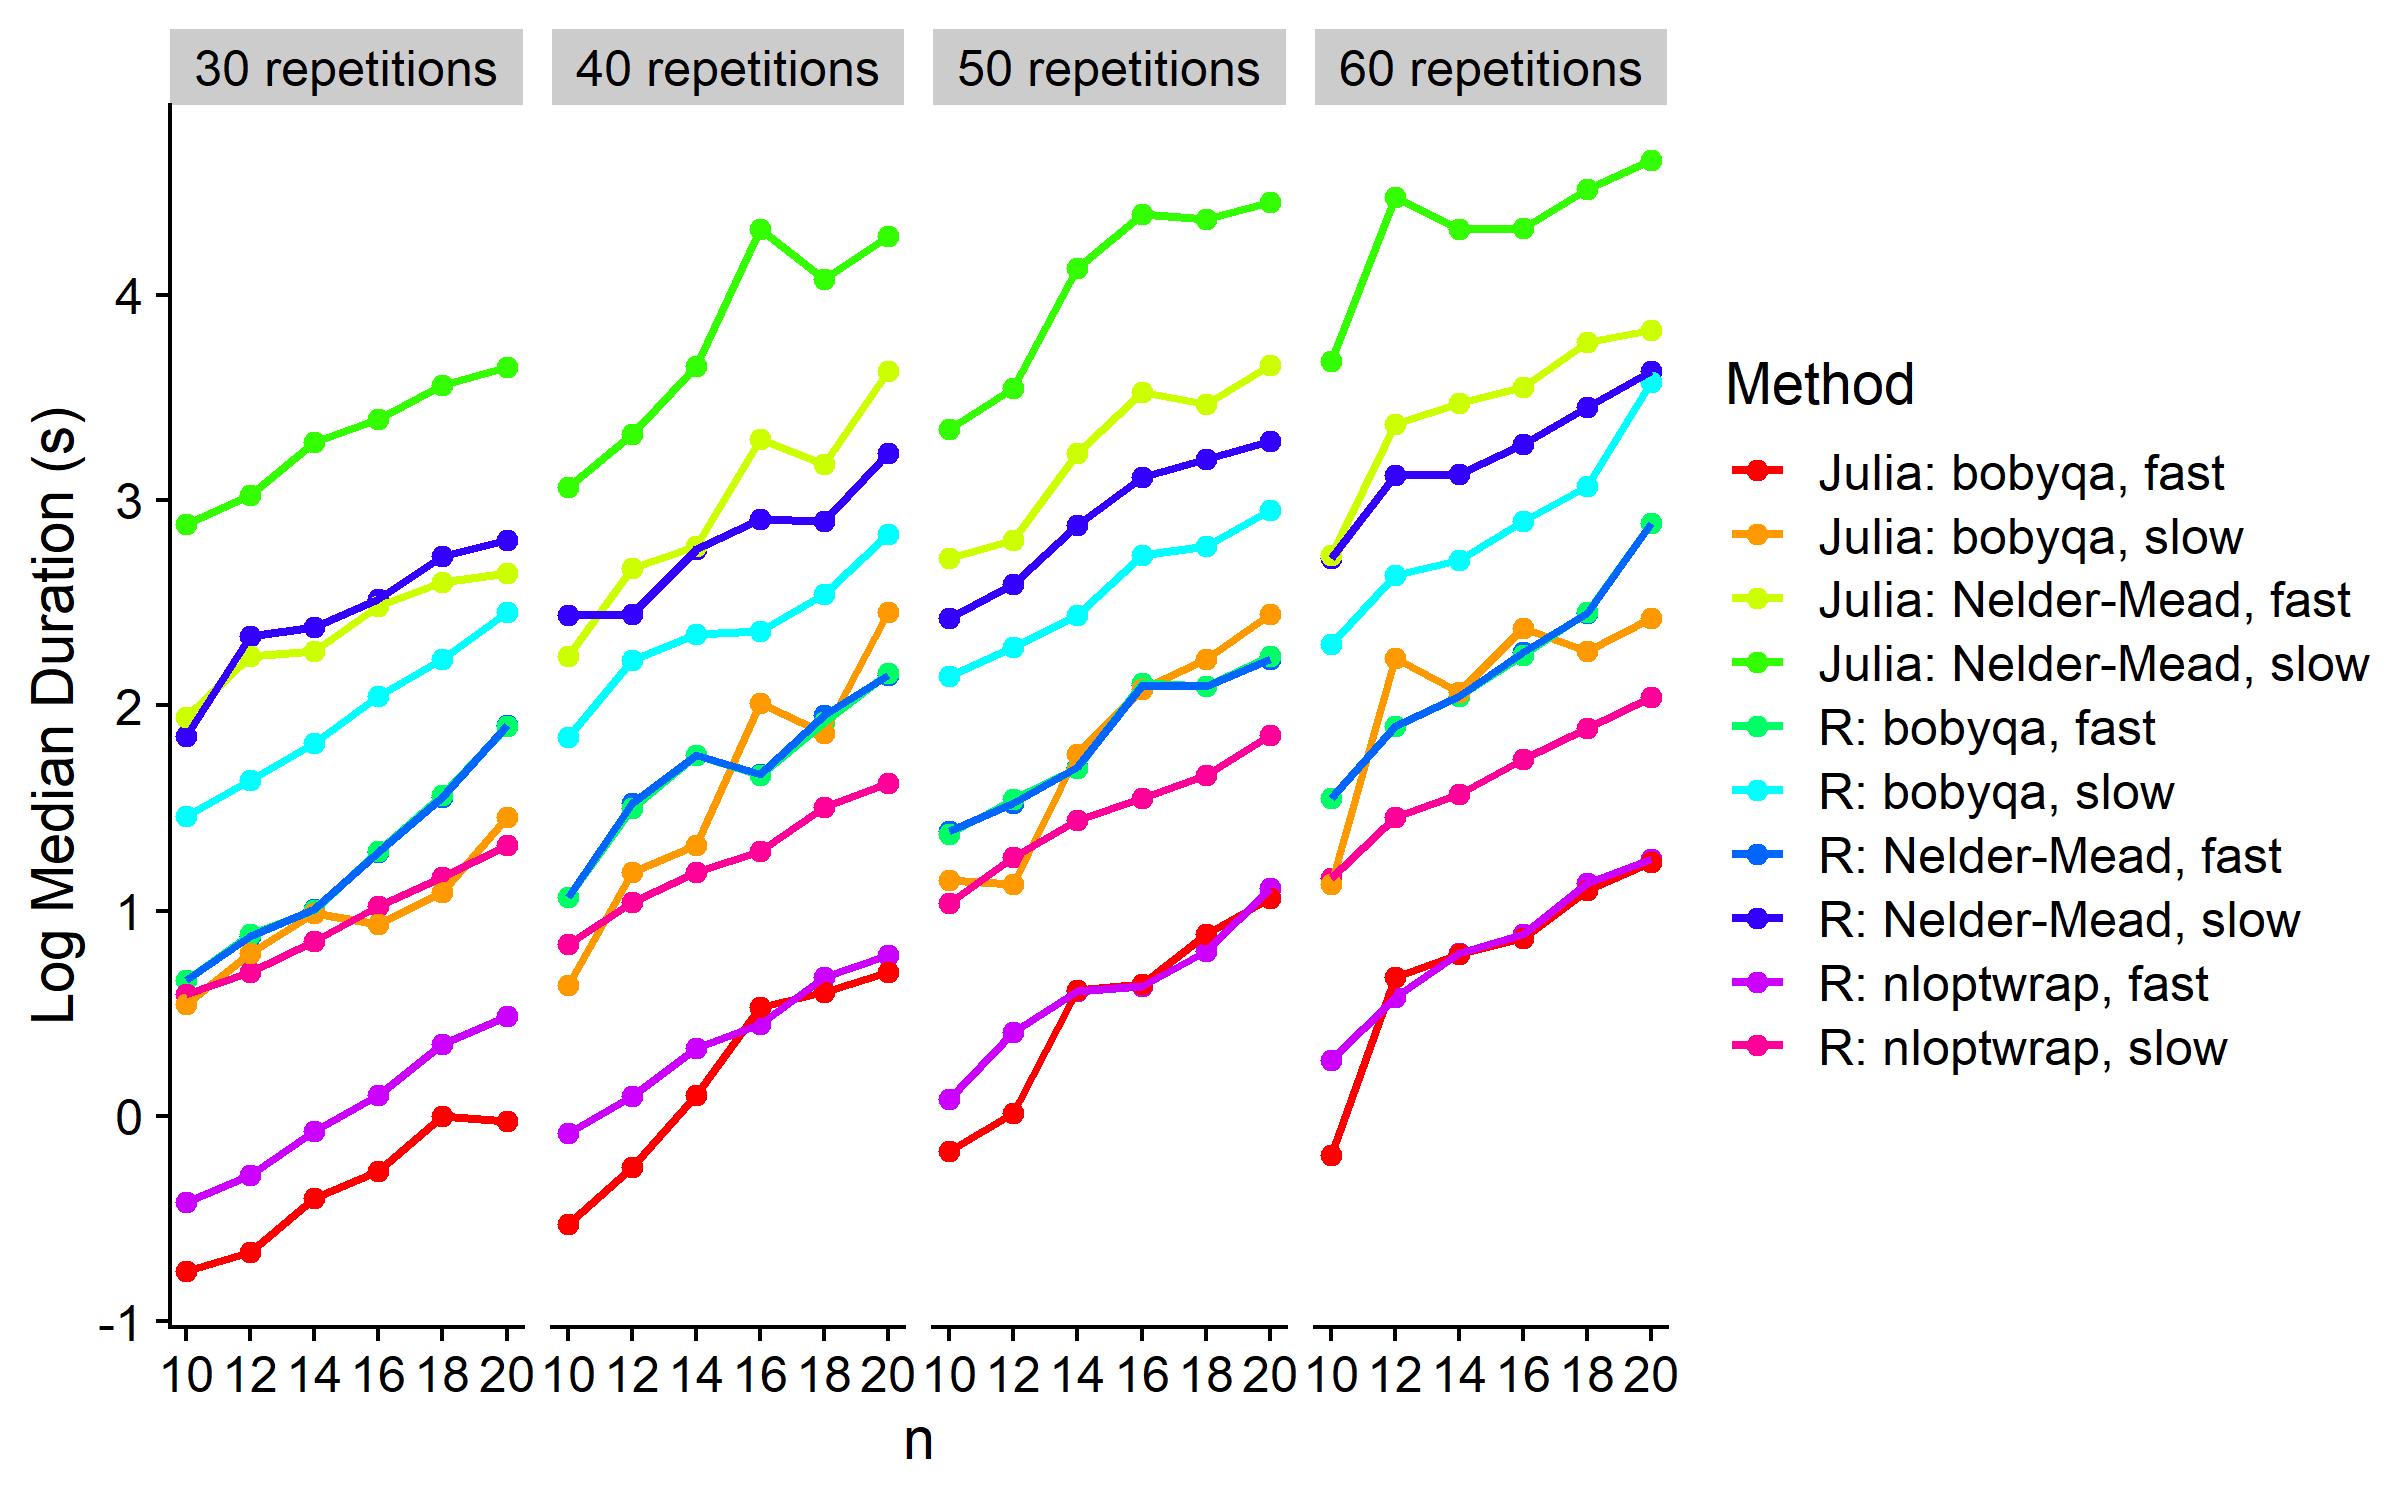 30 repetitions 40 repetitions 50 repetitions 60 repetitions
Log Median Duration (s)
4
3
2
1
0
-1
10 12 14 16 18 20 10 12 14 16 18 20 10 12 14 16 18 20 10 12 14 16 18 20
n
Method
Julia: bobyqa, fast
Julia: bobyqa, slow
Julia: Nelder-Mead, fast
Julia: Nelder-Mead, slow
R: bobyqa, fast
R: bobyqa, slow
R: Nelder-Mead, fast
R: Nelder-Mead, slow
R: nloptwrap, fast
R: nloptwrap, slow